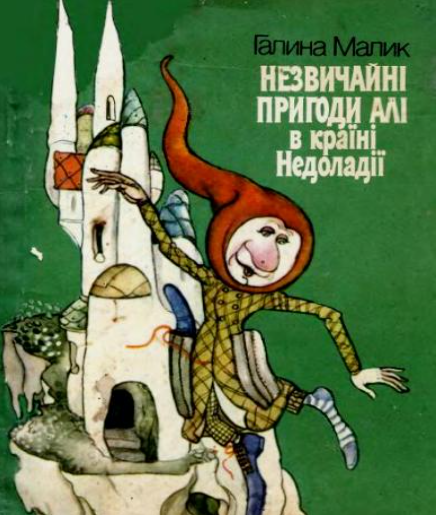 Галина Малик
НЕЗВИЧАЙНІ
ПРИГОДИ АЛІ
в країні
Недоладії